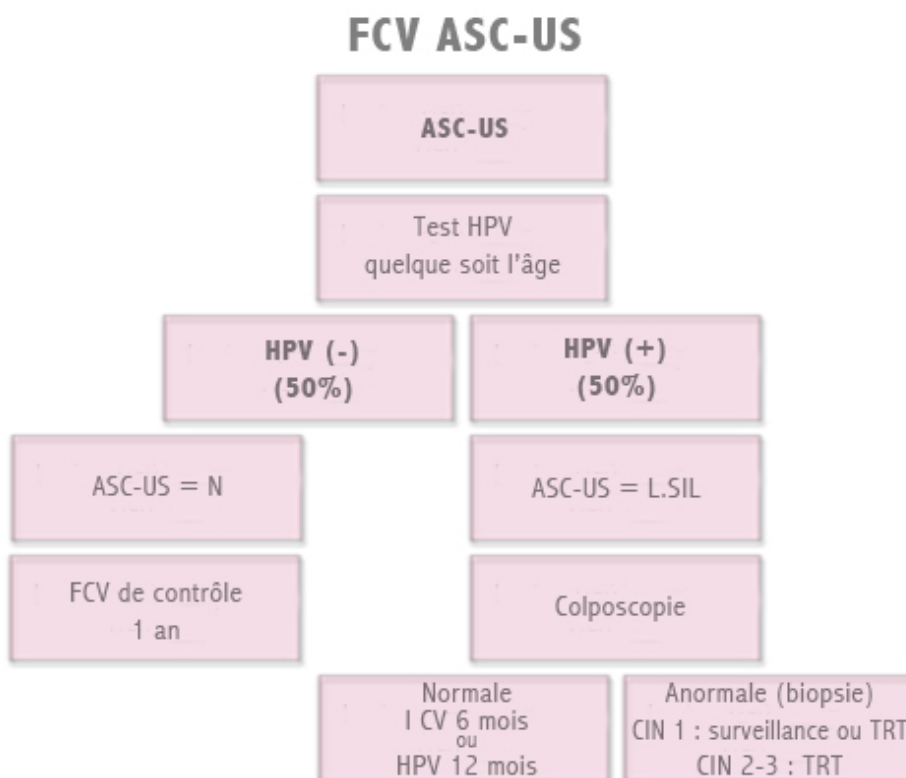 FCV ASC-US
ASC-US
Test HPV
quelque soit l'âge
HPV (-)
(50%)
HPV (+)
(50%)
ASC-US = N
ASC-US = L.SIL
FCV de contrôle
1 an
Colposcopie
Normale
I CV 6 mois
ou
HPV 12 mois
Anormale (biopsie)
CIN 1 : surveillance ou TRT
CIN 2-3 : TRT